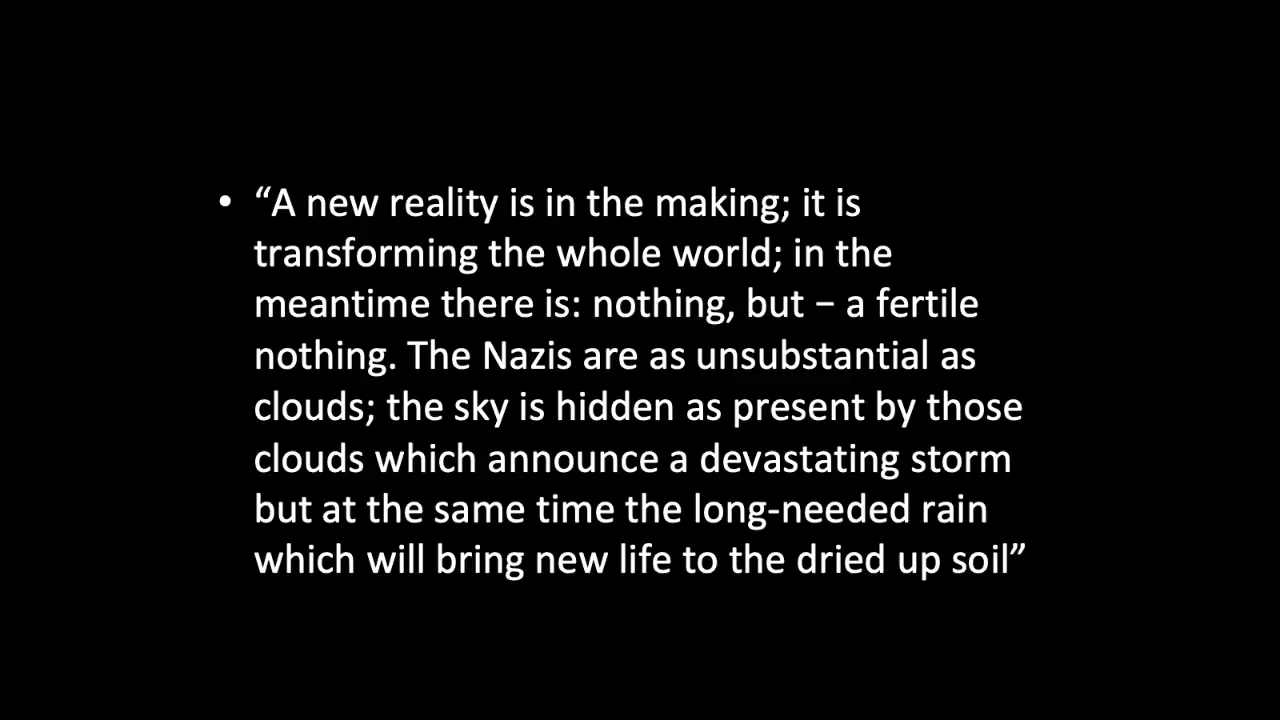 • “A new reality is in the making; it is
transforming the whole world; in the
meantime there is: nothing, but − a fertile
nothing. The Nazis are as unsubstantial as
clouds; the sky is hidden as present by those
clouds which announce a devastating storm
but at the same time the long-needed rain
which will bring new life to the dried up soil”